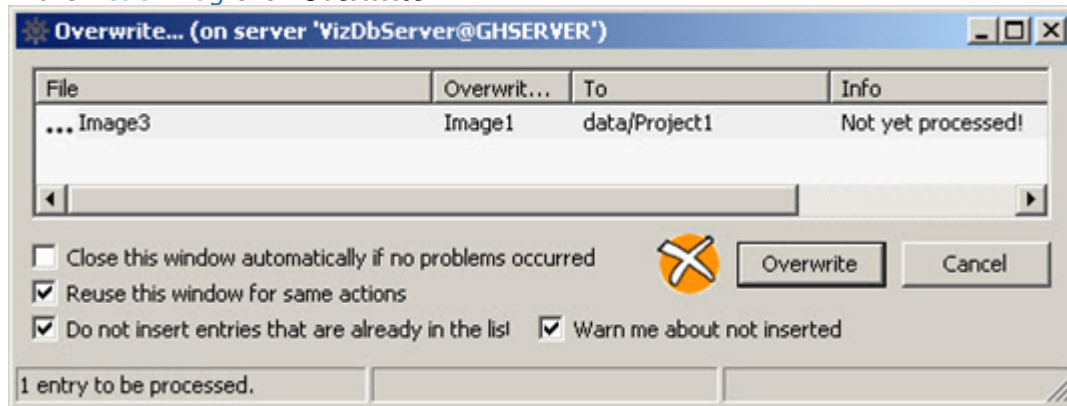 Overwrite... (on server 'VizDbServer@GHSERVER')
File Overwrit... To Info
... Image3 Image1 data/Project1 Not yet processed!
Close this window automatically if no problems occurred
Overwrite Cancel
Reuse this window for same actions
Do not insert entries that are already in the list Warn me about not inserted
1 entry to be processed.